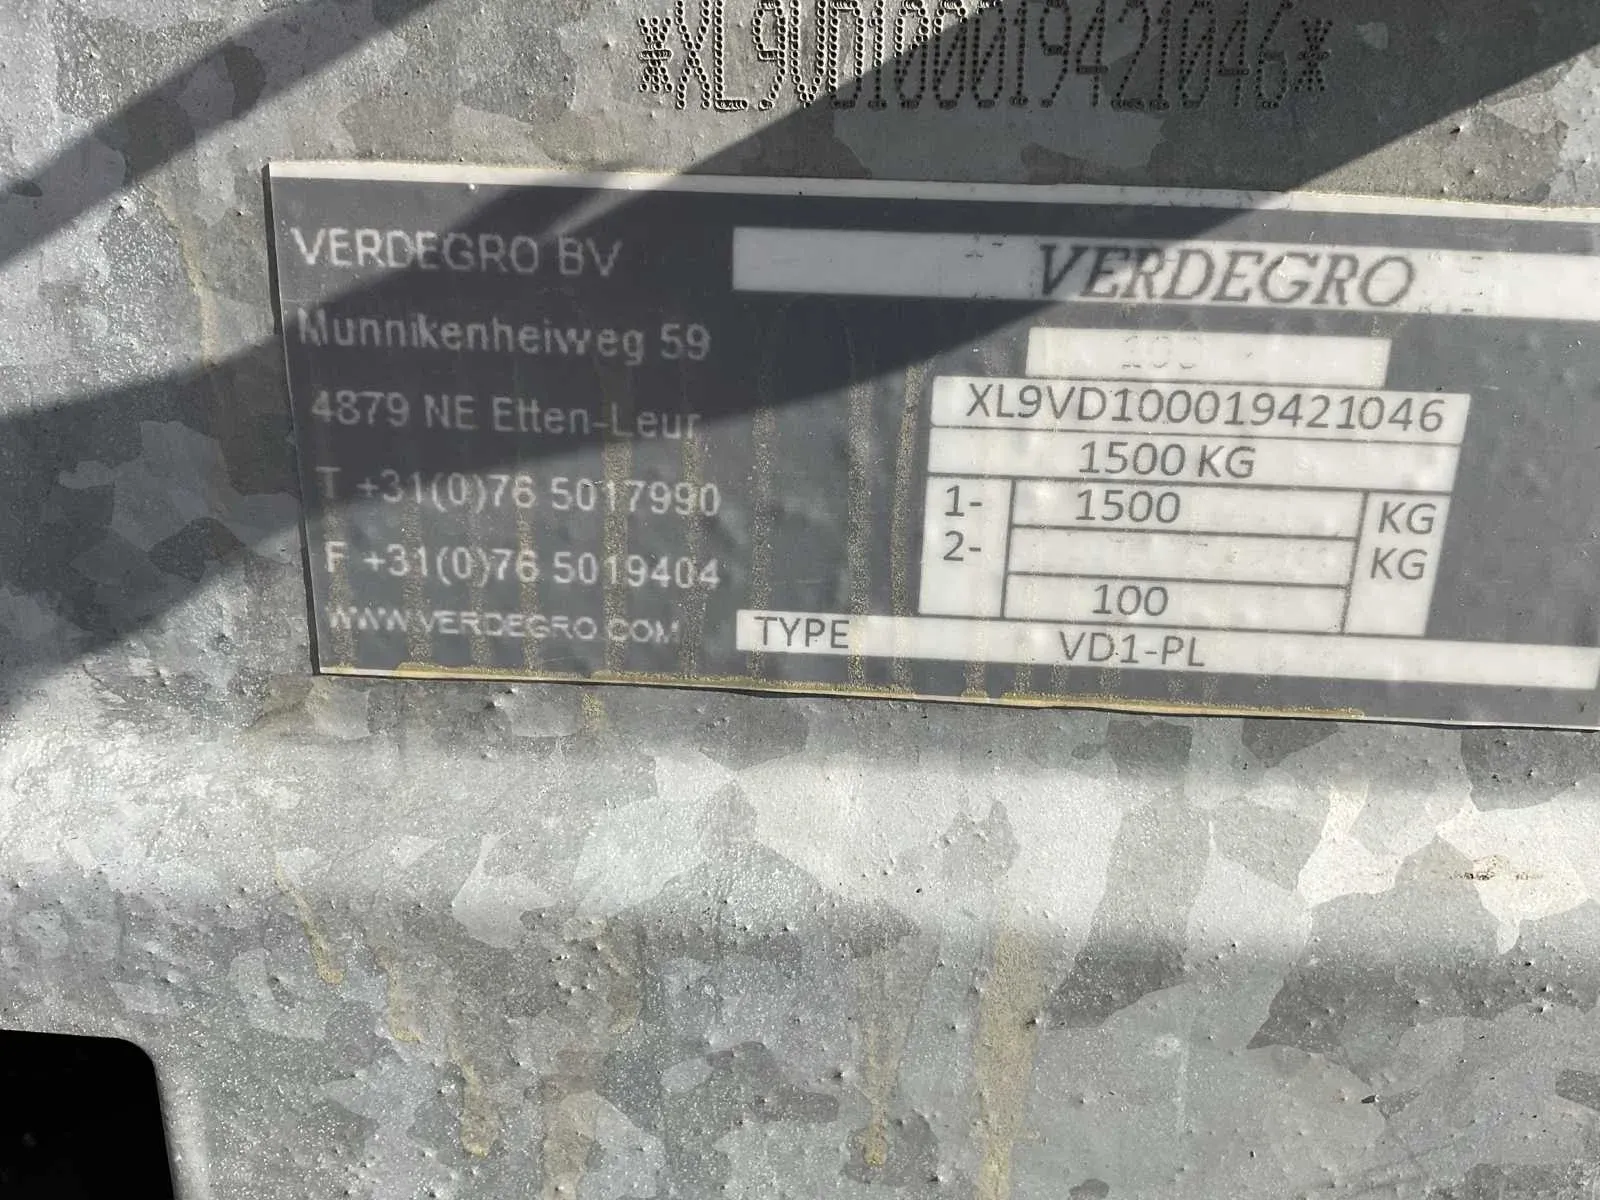 *XL9VD100019421046*
VERDEGRO BV
Munnikenheiweg 59
4879 NE Etten-Leur
T +31(0)76 5017990
F +31(0)76 5019404
WWW.VERDEGRO.COM
VERDEGRO
XL9VD100019421046
1500 KG
1- 1500 KG
2- KG
100
TYPE VD1-PL